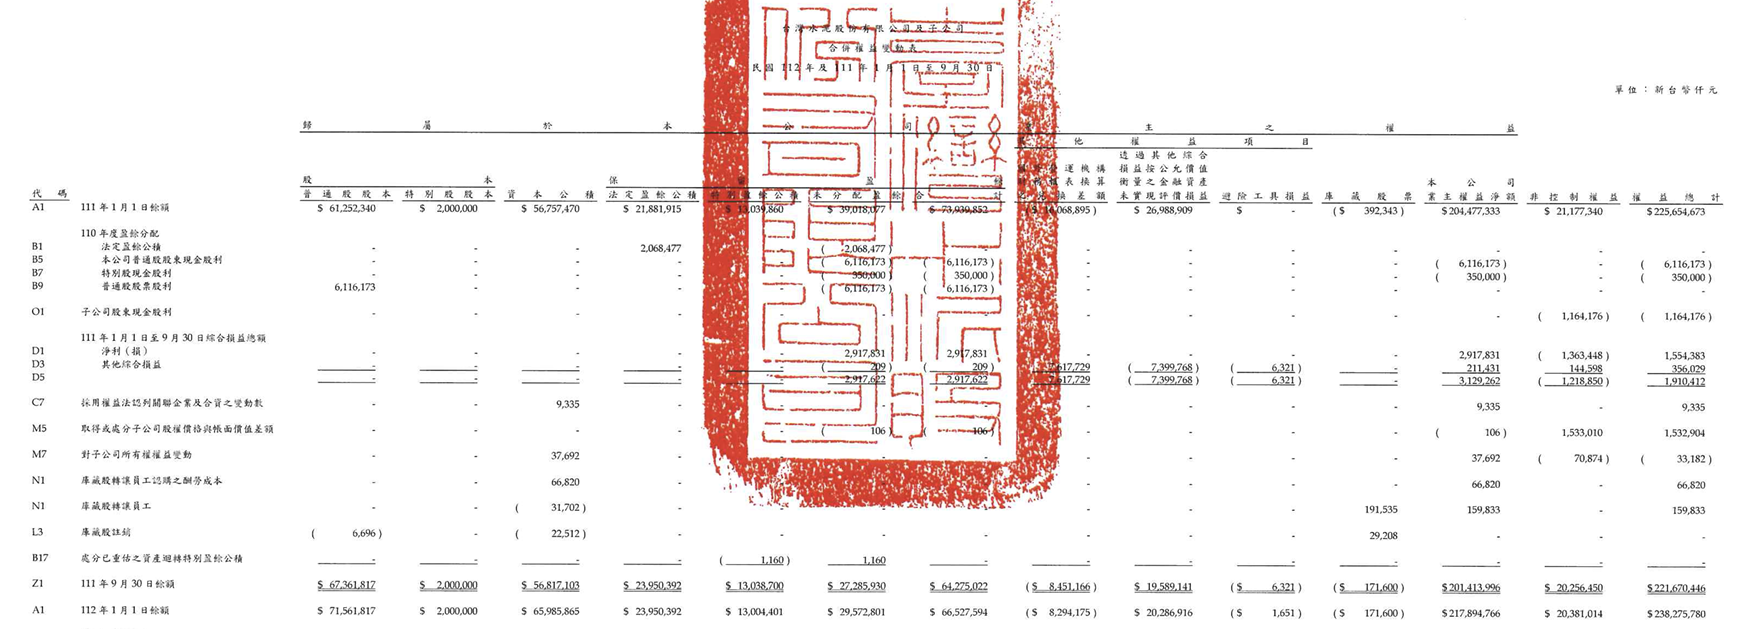 台灣水泥股份有限公司及子公司
合併權益變動表
民國 112 年及 111 年 1 月 1 日至 9 月 30 日
單位：新台幣仟元
歸 屬 於 本 公 司 業 主 之 權 益
其 他 權 益 項 目
股 本 保 留 盈 餘
代 碼 普通股股本 特別股股本 資本公積 法定盈餘公積 特別盈餘公積 未分配盈餘 合計 國外營運機構財務報表換算之兌換差額 透過其他綜合損益按公允價值衡量之金融資產未實現評價損益 避險工具損益 庫藏股票 本公司業主權益淨額 非控制權益 權益總計
A1 111 年 1 月 1 日餘額 $ 61,252,340 $ 2,000,000 $ 56,757,470 $ 21,881,915 $ 13,039,860 $ 39,018,077 $ 73,939,852 ($ 16,068,895 ) $ 26,988,909 $ - ($ 392,343 ) $ 204,477,333 $ 21,177,340 $ 225,654,673
110 年度盈餘分配
B1 法定盈餘公積 - - - 2,068,477 - ( 2,068,477 ) - - - - - - - -
B5 本公司普通股股東現金股利 - - - - - ( 6,116,173 ) ( 6,116,173 ) - - - - ( 6,116,173 ) - ( 6,116,173 )
B7 特別股現金股利 - - - - - ( 350,000 ) ( 350,000 ) - - - - ( 350,000 ) - ( 350,000 )
B9 普通股股票股利 6,116,173 - - - - ( 6,116,173 ) ( 6,116,173 ) - - - - - - -
O1 子公司股東現金股利 - - - - - - - - - - - - ( 1,164,176 ) ( 1,164,176 )
111 年 1 月 1 日至 9 月 30 日綜合損益總額
D1 淨利（損） - - - - - 2,917,831 2,917,831 - - - - 2,917,831 ( 1,363,448 ) 1,554,383
D3 其他綜合損益 - - - - - ( 209 ) ( 209 ) 7,617,729 ( 7,399,768 ) ( 6,321 ) - 211,431 144,598 356,029
D5 - - - - - 2,917,622 2,917,622 7,617,729 ( 7,399,768 ) ( 6,321 ) - 3,129,262 ( 1,218,850 ) 1,910,412
C7 採用權益法認列關聯企業及合資之變動數 - - 9,335 - - - - - - - - 9,335 - 9,335
M5 取得或處分子公司股權價格與帳面價值差額 - - - - - ( 106 ) ( 106 ) - - - - ( 106 ) 1,533,010 1,532,904
M7 對子公司所有權權益變動 - - 37,692 - - - - - - - - 37,692 ( 70,874 ) ( 33,182 )
N1 庫藏股轉讓員工認購之酬勞成本 - - 66,820 - - - - - - - - 66,820 - 66,820
N1 庫藏股轉讓員工 - - ( 31,702 ) - - - - - - - 191,535 159,833 - 159,833
L3 庫藏股註銷 ( 6,696 ) - ( 22,512 ) - - - - - - - 29,208 - - -
B17 處分已重估之資產迴轉特別盈餘公積 - - - - ( 1,160 ) 1,160 - - - - - - - -
Z1 111 年 9 月 30 日餘額 $ 67,361,817 $ 2,000,000 $ 56,817,103 $ 23,950,392 $ 13,038,700 $ 27,285,930 $ 64,275,022 ($ 8,451,166 ) $ 19,589,141 ($ 6,321 ) ($ 171,600 ) $ 201,413,996 $ 20,256,450 $ 221,670,446
A1 112 年 1 月 1 日餘額 $ 71,561,817 $ 2,000,000 $ 65,985,865 $ 23,950,392 $ 13,004,401 $ 29,572,801 $ 66,527,594 ($ 8,294,175 ) $ 20,286,916 ($ 1,651 ) ($ 171,600 ) $ 217,894,766 $ 20,381,014 $ 238,275,780